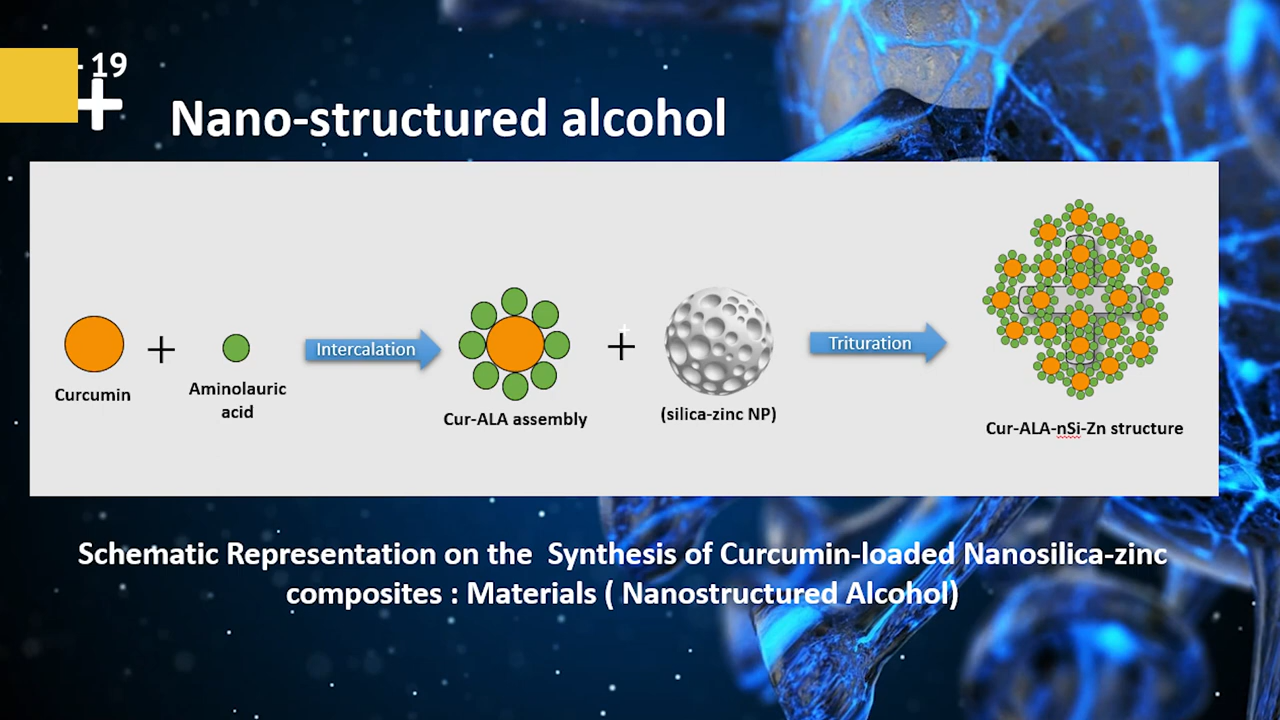 - 19
+
Nano-structured alcohol
+
Intercalation
+
Trituration
Curcumin
Aminolauric
acid
Cur-ALA assembly
(silica-zinc NP)
Cur-ALA-nSi-Zn structure
Schematic Representation on the  Synthesis of Curcumin-loaded Nanosilica-zinc
composites : Materials ( Nanostructured Alcohol)